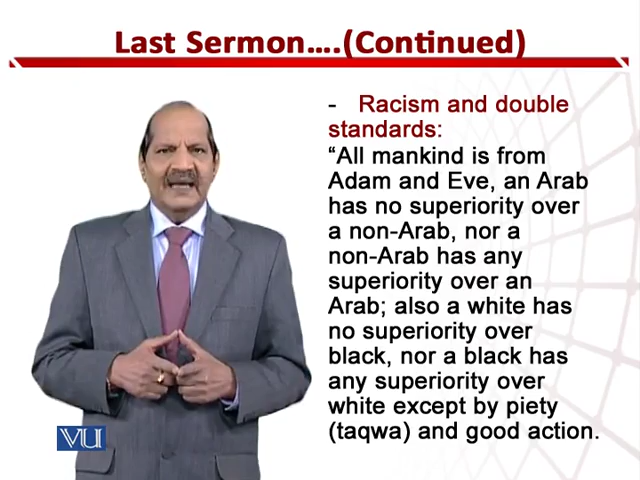 Last Sermon….(Continued)
- Racism and double
standards:
“All mankind is from
Adam and Eve, an Arab
has no superiority over
a non-Arab, nor a
non-Arab has any
superiority over an
Arab; also a white has
no superiority over
black, nor a black has
any superiority over
white except by piety
(taqwa) and good action.
VU